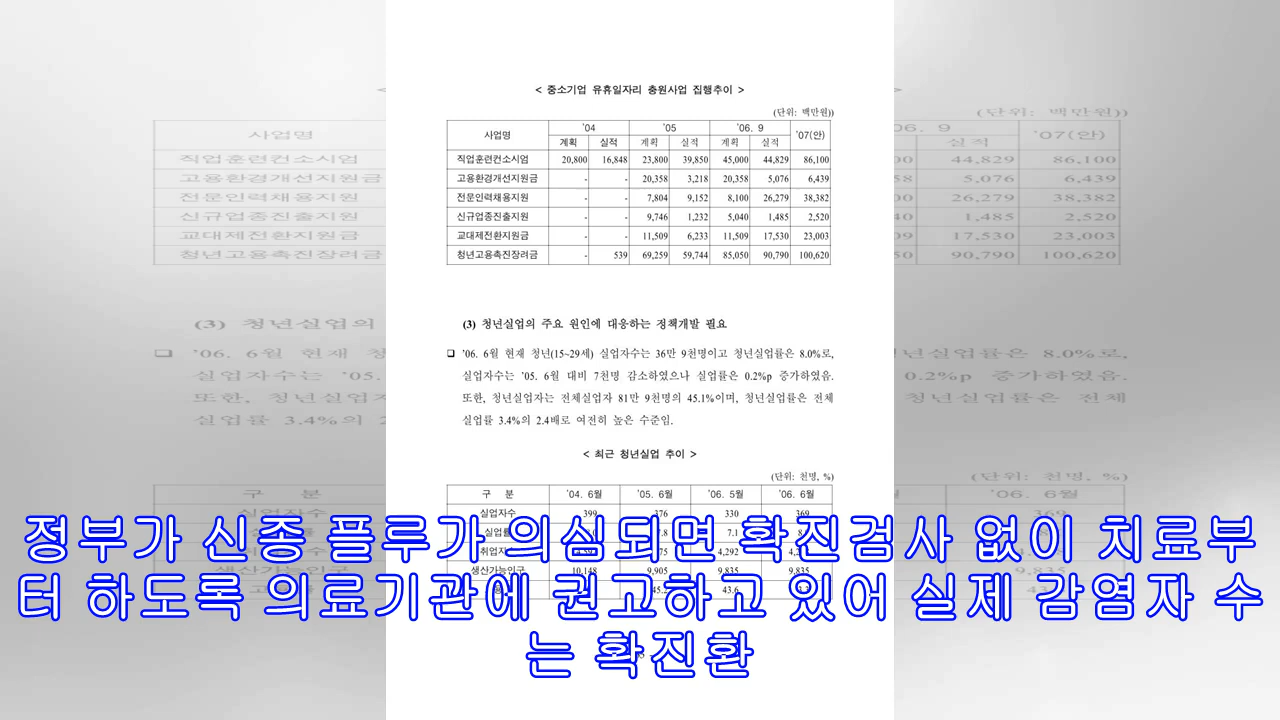 < 중소기업 유휴일자리 충원사업 집행추이 >
(단위: 백만원))
사업명 '04 '05 '06. 9 '07(안)
계획 실적 계획 실적 계획 실적
직업훈련컨소시엄 20,800 16,848 23,800 39,850 45,000 44,829 86,100
고용환경개선지원금 - - 20,358 3,218 20,358 5,076 6,439
전문인력채용지원 - - 7,804 9,152 8,100 26,279 38,382
신규업종진출지원 - - 9,746 1,232 5,040 1,485 2,520
교대제전환지원금 - - 11,509 6,233 11,509 17,530 23,003
청년고용촉진장려금 - 539 69,259 59,744 85,050 90,790 100,620
(3) 청년실업의 주요 원인에 대응하는 정책개발 필요
❑ '06. 6월 현재 청년(15~29세) 실업자수는 36만 9천명이고 청년실업률은 8.0%로,
실업자수는 '05. 6월 대비 7천명 감소하였으나 실업률은 0.2%p 증가하였음.
또한, 청년실업자는 전체실업자 81만 9천명의 45.1%이며, 청년실업률은 전체
실업률 3.4%의 2.4배로 여전히 높은 수준임.
< 최근 청년실업 추이 >
(단위: 천명, %)
구 분 '04. 6월 '05. 6월 '06. 5월 '06. 6월
실업자수 399 376 330 369
실업률 7.1
4,292
생산가능인구 10,148 9,905 9,835 9,835
43.6
정부가 신종 플루가 의심되면 확진검사 없이 치료부
터 하도록 의료기관에 권고하고 있어 실제 감염자 수
는 확진환